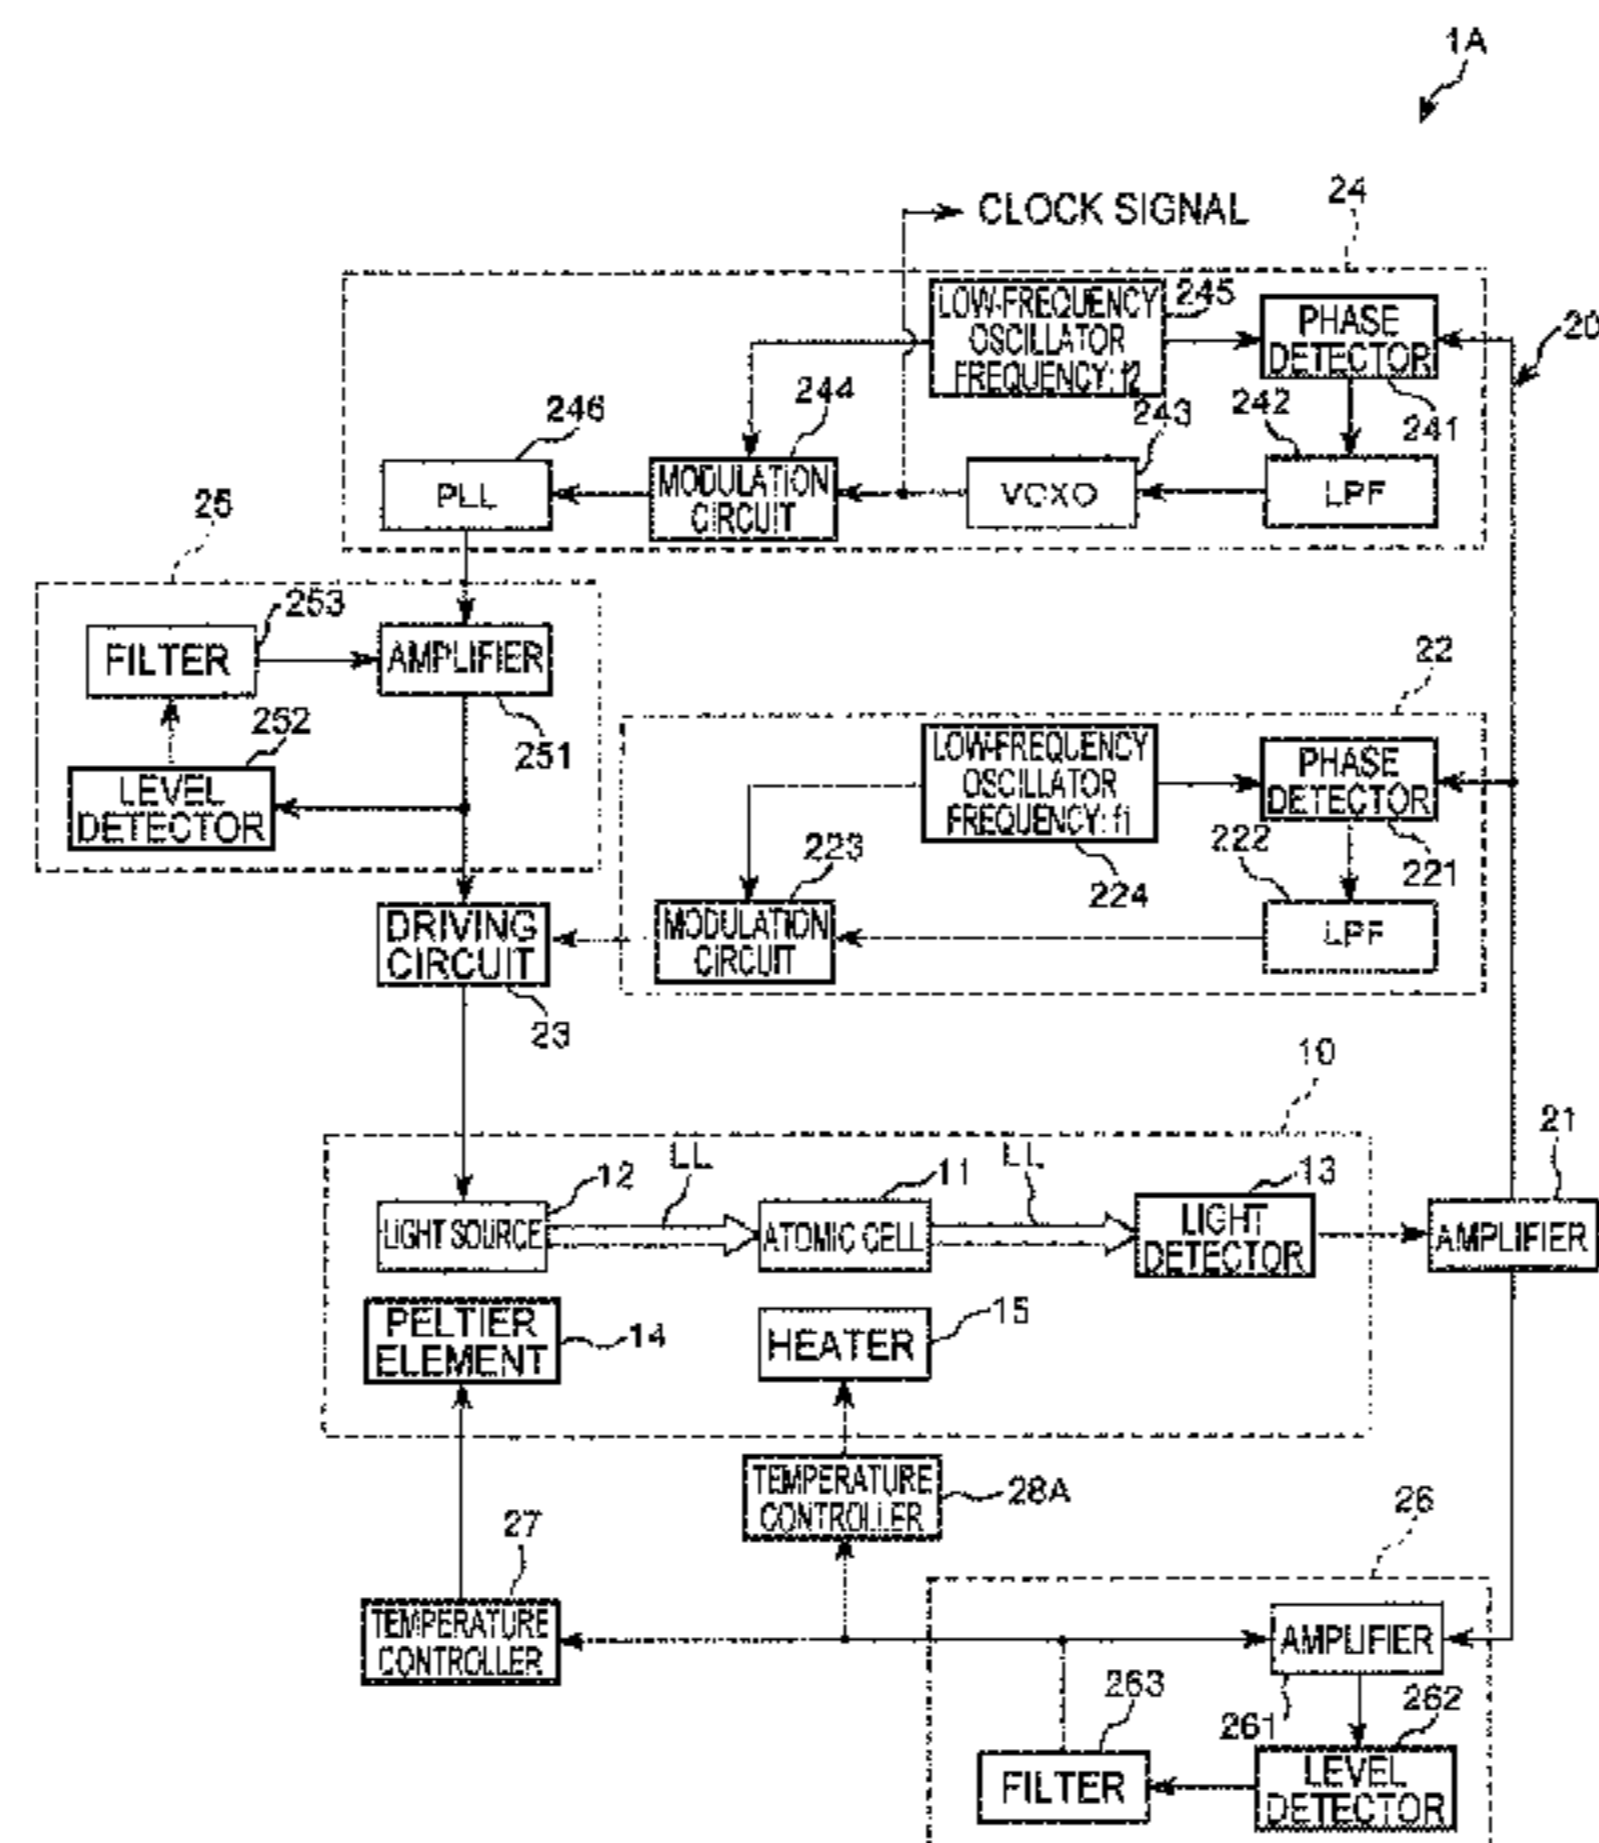 1A
24
CLOCK SIGNAL
LOW-FREQUENCY
OSCILLATOR
FREQUENCY: f2
245
PHASE
DETECTOR
20
246
244
243
242
241
PLL
MODULATION
CIRCUIT
VCXO
LPF
25
FILTER
253
AMPLIFIER
22
252
251
LEVEL
DETECTOR
LOW-FREQUENCY
OSCILLATOR
FREQUENCY: f1
PHASE
DETECTOR
223
224
222
221
DRIVING
CIRCUIT
MODULATION
CIRCUIT
LPF
23
10
21
12
LL
11
LL
13
LIGHT SOURCE
ATOMIC CELL
LIGHT
DETECTOR
AMPLIFIER
PELTIER
ELEMENT
14
HEATER
15
TEMPERATURE
CONTROLLER
28A
27
26
TEMPERATURE
CONTROLLER
AMPLIFIER
263
261
262
FILTER
LEVEL
DETECTOR